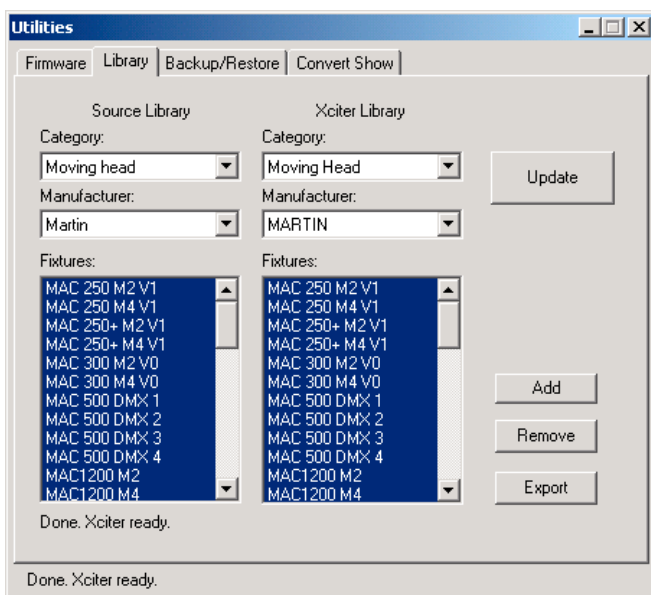 Utilities
Firmware Library Backup/Restore Convert Show
Source Library Xciter Library
Category: Category:
Moving head Moving Head
Update
Manufacturer: Manufacturer:
Martin MARTIN
Fixtures: Fixtures:
MAC 250 M2 V1 MAC 250 M2 V1
MAC 250 M4 V1 MAC 250 M4 V1
MAC 250+ M2 V1 MAC 250+ M2 V1
MAC 250+ M4 V1 MAC 250+ M4 V1
MAC 300 M2 V0 MAC 300 M2 V0
MAC 300 M4 V0 MAC 300 M4 V0
Add
MAC 500 DMX 1 MAC 500 DMX 1
MAC 500 DMX 2 MAC 500 DMX 2
MAC 500 DMX 3 MAC 500 DMX 3
Remove
MAC 500 DMX 4 MAC 500 DMX 4
MAC1200 M2 MAC1200 M2
MAC1200 M4 MAC1200 M4
Export
Done. Xciter ready.
Done. Xciter ready.